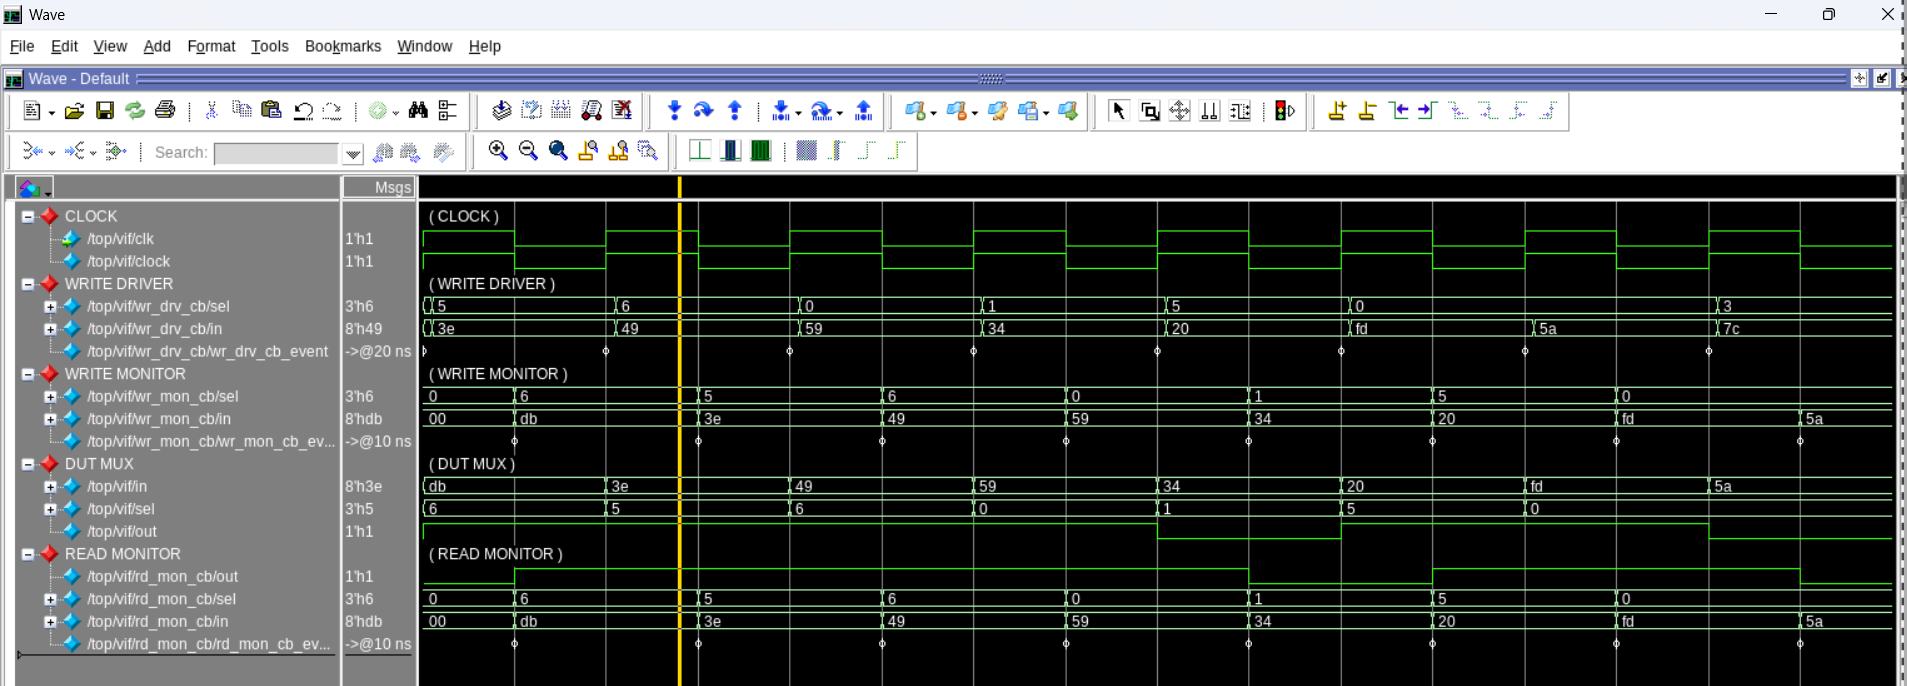 Wave
File Edit View Add Format Tools Bookmarks Window Help
Wave - Default
Search:
Msgs
CLOCK ( CLOCK )
/top/vif/clk 1'h1
/top/vif/clock 1'h1
WRITE DRIVER ( WRITE DRIVER )
/top/vif/wr_drv_cb/sel 3'h6 5 6 0 1 5 0 3
/top/vif/wr_drv_cb/in 8'h49 3e 49 59 34 20 fd 5a 7c
/top/vif/wr_drv_cb/wr_drv_cb_event ->@20 ns
WRITE MONITOR ( WRITE MONITOR )
/top/vif/wr_mon_cb/sel 3'h6 0 6 5 6 0 1 5 0
/top/vif/wr_mon_cb/in 8'hdb 00 db 3e 49 59 34 20 fd 5a
/top/vif/wr_mon_cb/wr_mon_cb_ev... ->@10 ns
DUT MUX ( DUT MUX )
/top/vif/in 8'h3e db 3e 49 59 34 20 fd 5a
/top/vif/sel 3'h5 6 5 6 0 1 5 0
/top/vif/out 1'h1
READ MONITOR ( READ MONITOR )
/top/vif/rd_mon_cb/out 1'h1
/top/vif/rd_mon_cb/sel 3'h6 0 6 5 6 0 1 5 0
/top/vif/rd_mon_cb/in 8'hdb 00 db 3e 49 59 34 20 fd 5a
/top/vif/rd_mon_cb/rd_mon_cb_ev... ->@10 ns